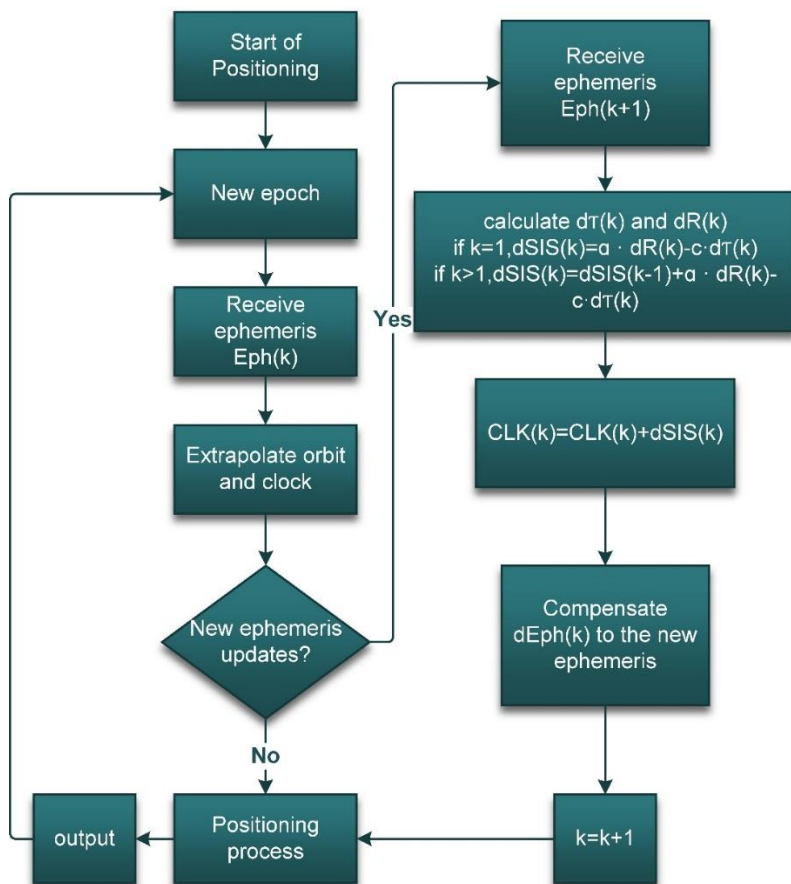 Start of
Positioning
New epoch
Receive
ephemeris
Eph(k)
Extrapolate orbit
and clock
New ephemeris
updates?
Yes
No
Receive
ephemeris
Eph(k+1)
calculate dτ(k) and dR(k)
if k=1,dSIS(k)=α · dR(k)-c·dτ(k)
if k>1,dSIS(k)=dSIS(k-1)+α · dR(k)-
c·dτ(k)
CLK(k)=CLK(k)+dSIS(k)
Compensate
dEph(k) to the new
ephemeris
k=k+1
Positioning
process
output